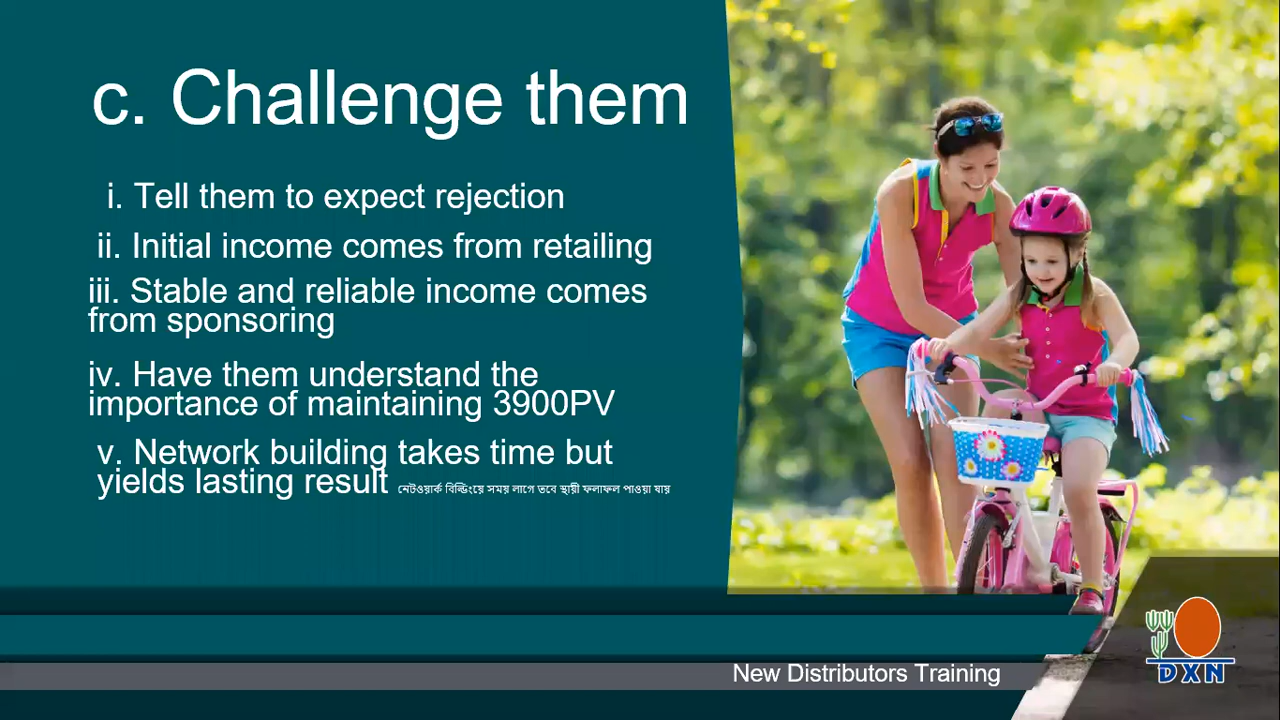 c. Challenge them
i. Tell them to expect rejection
ii. Initial income comes from retailing
iii. Stable and reliable income comes
from sponsoring
iv. Have them understand the
importance of maintaining 3900PV
v. Network building takes time but
yields lasting result নেটওয়ার্ক বিল্ডিংয়ে সময় লাগে তবে স্থায়ী ফলাফল পাওয়া যায়
New Distributors Training
DXN